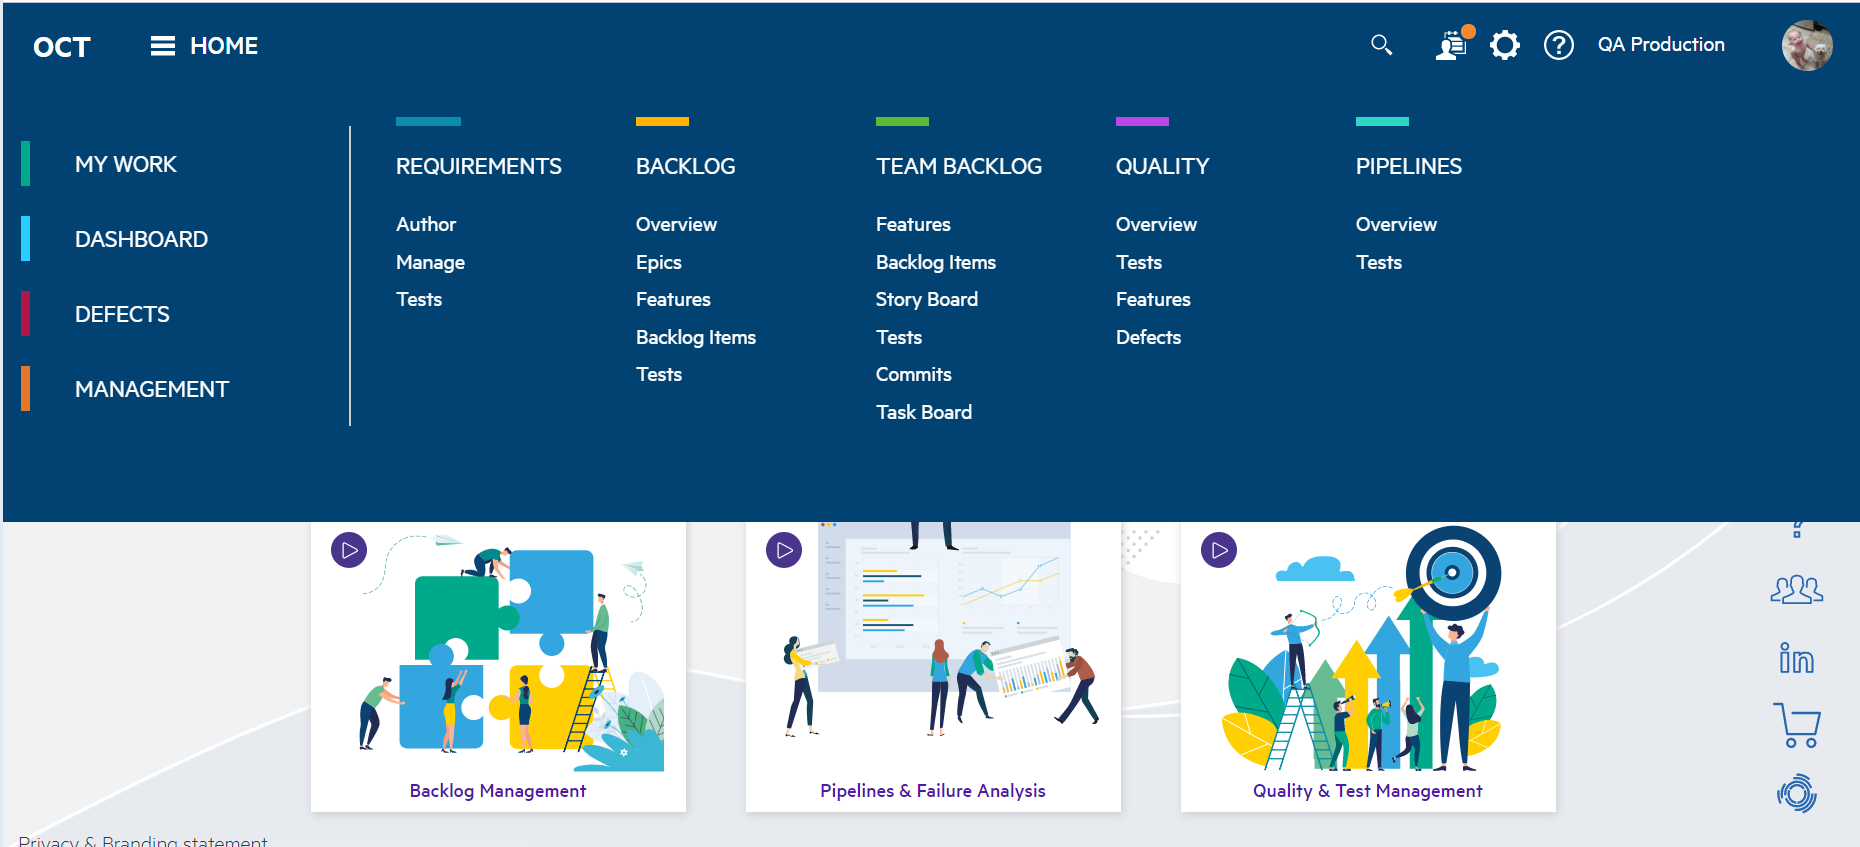 OCT
HOME
QA Production
MY WORK
DASHBOARD
DEFECTS
MANAGEMENT
REQUIREMENTS
Author
Manage
Tests
BACKLOG
Overview
Epics
Features
Backlog Items
Tests
TEAM BACKLOG
Features
Backlog Items
Story Board
Tests
Commits
Task Board
QUALITY
Overview
Tests
Features
Defects
PIPELINES
Overview
Tests
Backlog Management
Pipelines & Failure Analysis
Quality & Test Management
in
Privacy & Branding statement